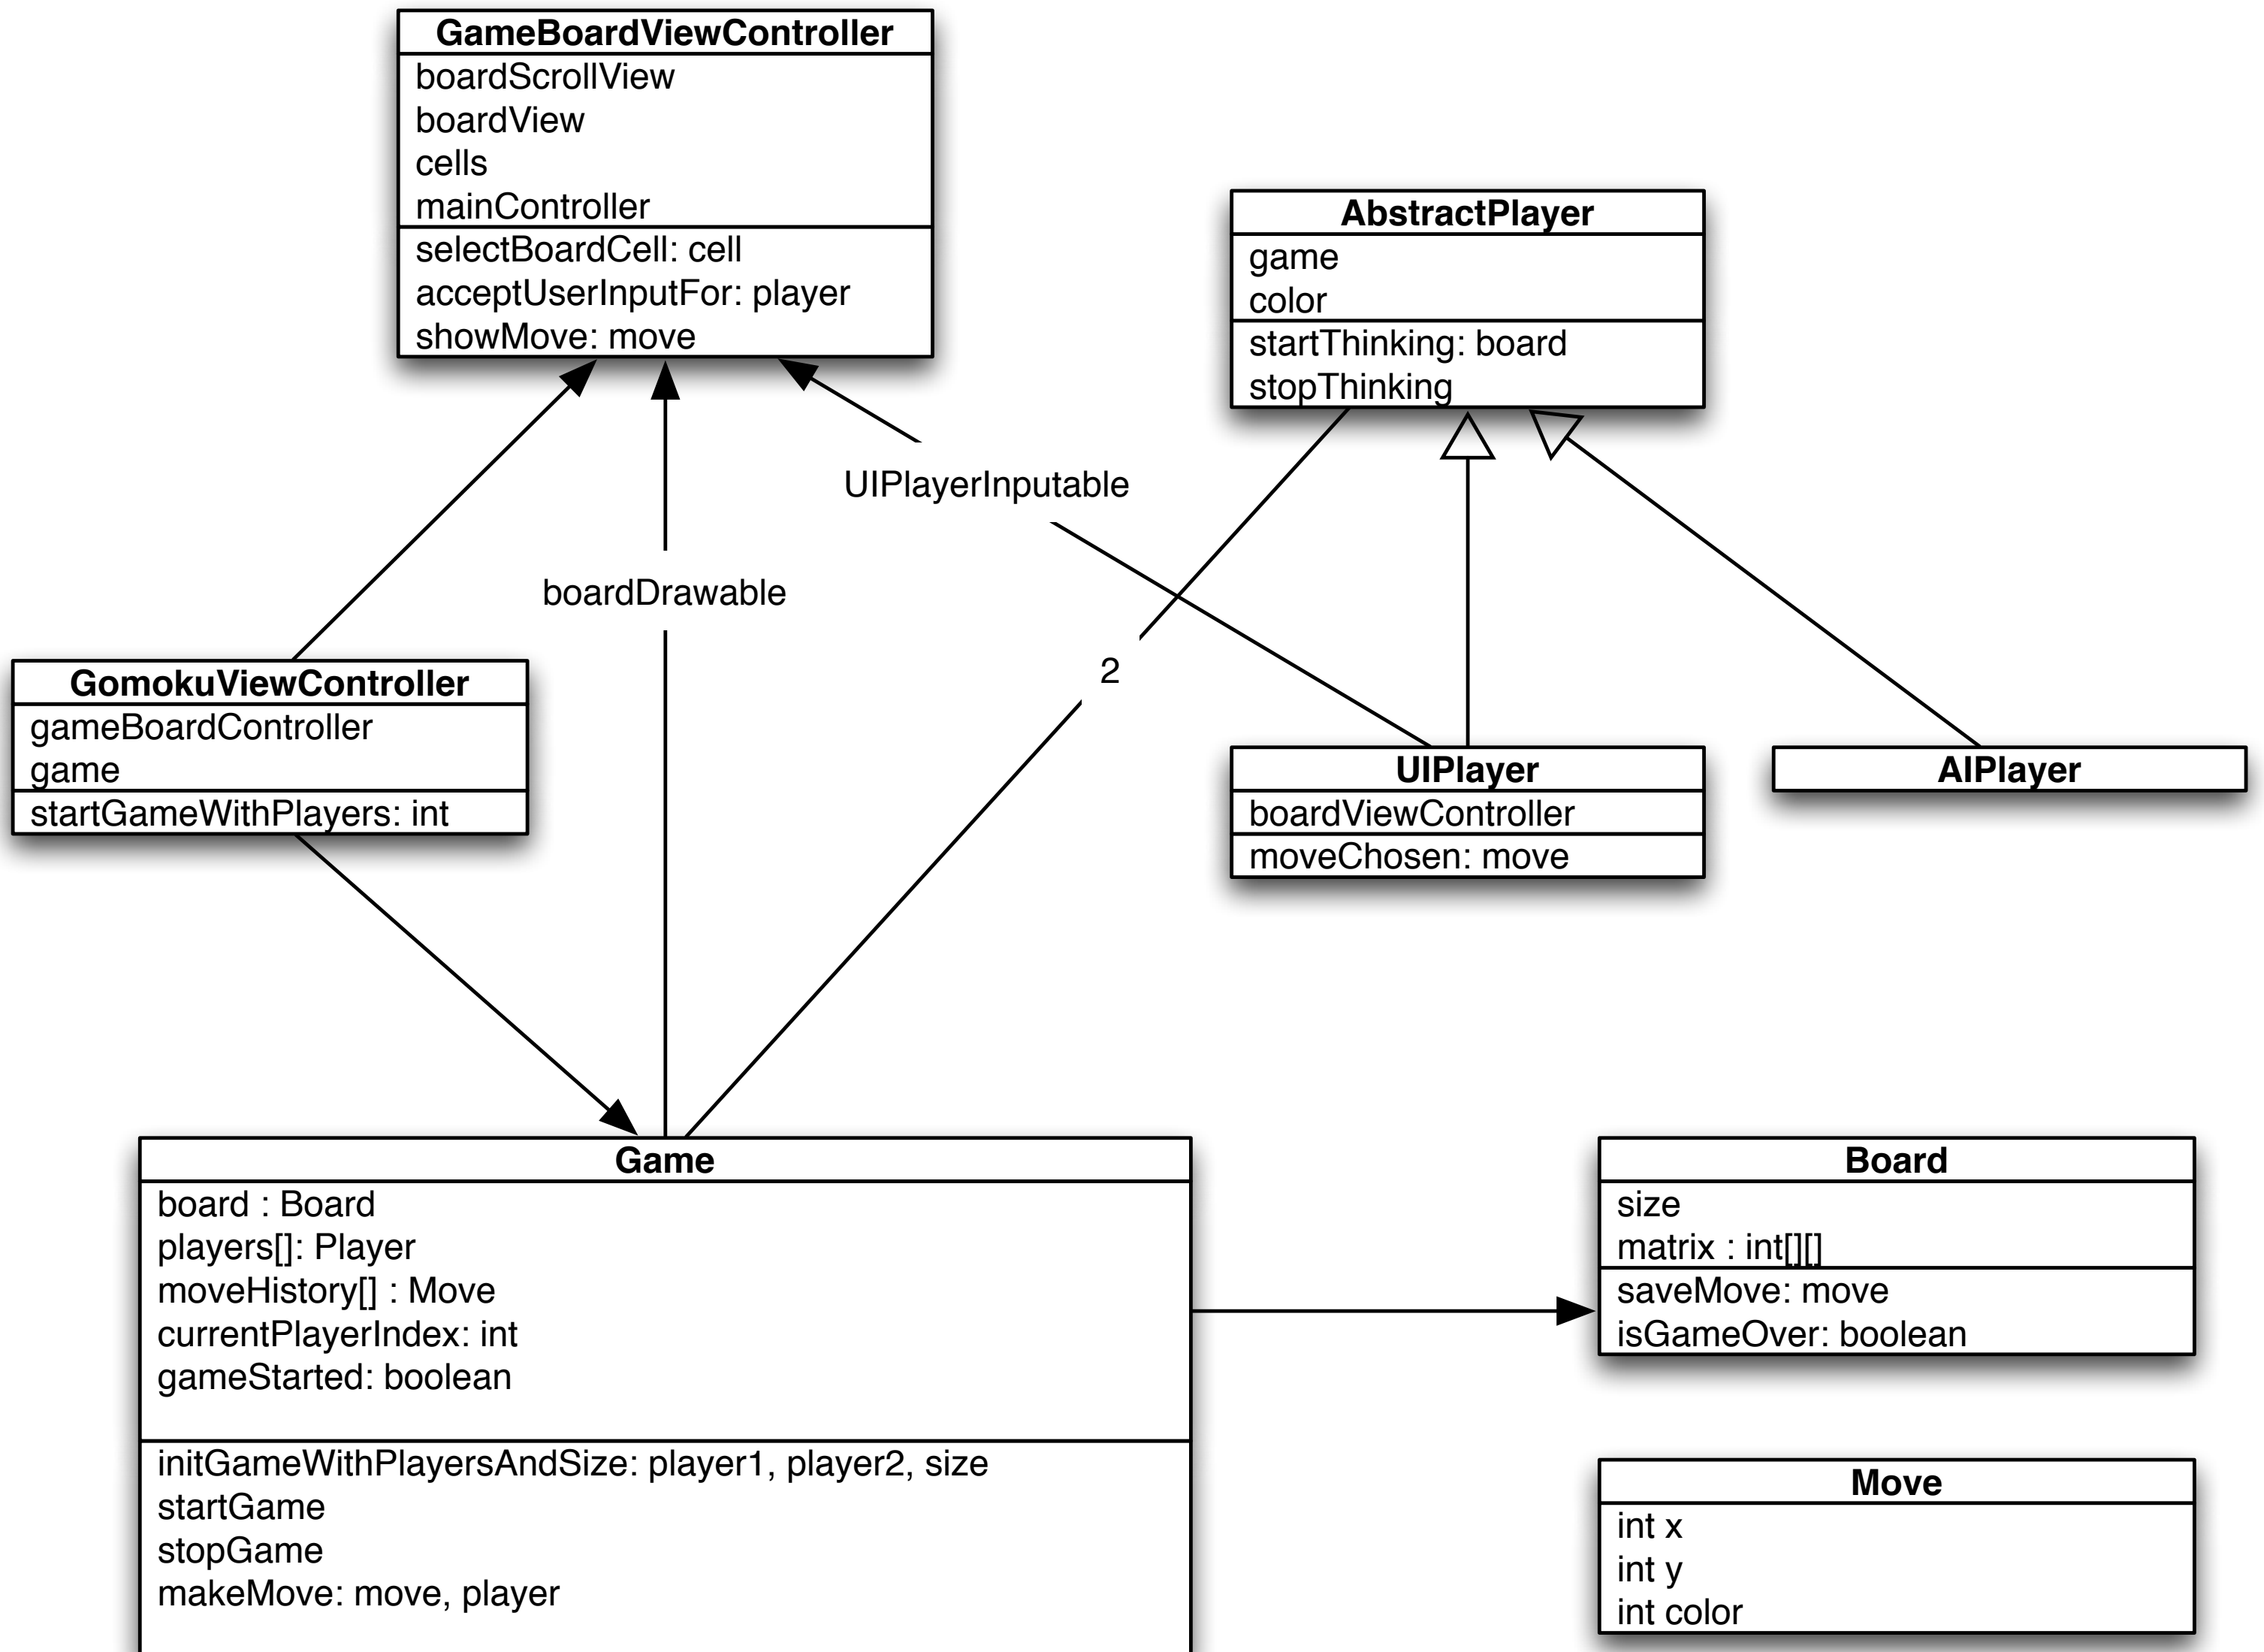 GameBoardViewController
boardScrollView
boardView
cells
mainController
selectBoardCell: cell
acceptUserInputFor: player
showMove: move
AbstractPlayer
game
color
startThinking: board
stopThinking
UIPlayerInputable
boardDrawable
2
GomokuViewController
gameBoardController
game
startGameWithPlayers: int
UIPlayer
boardViewController
moveChosen: move
AIPlayer
Game
board : Board
players[]: Player
moveHistory[] : Move
currentPlayerIndex: int
gameStarted: boolean
initGameWithPlayersAndSize: player1, player2, size
startGame
stopGame
makeMove: move, player
Board
size
matrix : int[][]
saveMove: move
isGameOver: boolean
Move
int x
int y
int color